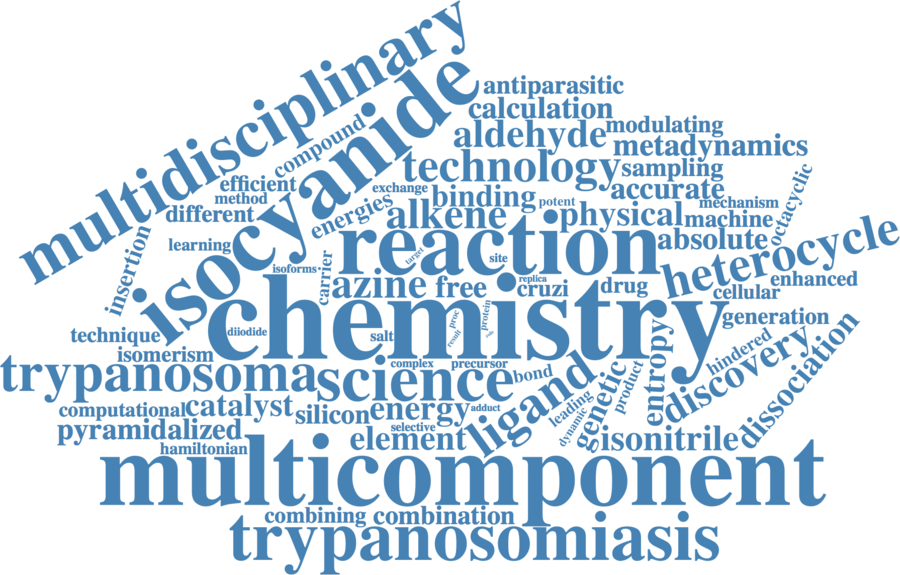 multidisciplinary
isocyanide
compound
antiparasitic
calculation
aldehyde
modulating
metadynamics
technology
sampling
accurate
efficient
method
different
exchange
energies
binding
potent
mechanism
octacyclic
alkene
physical
machine
absolute
learning
insertion
reaction
heterocycle
target
site
isoforms
carrier
azine
free
replica
cruzi
drug
cellular
enhanced
chemistry
generation
technique
diiodide
salt
proc
result
protein
isomerism
complex
precursor
bond
hindered
entropy
discovery
dissociation
trypanosoma
science
ligand
genetic
product
leading
dynamic
computational
catalyst
silicon
energy
adduct
selective
pyramidalized
element
isonitrile
hamiltonian
multicomponent
combining
combination
trypanosomiasis